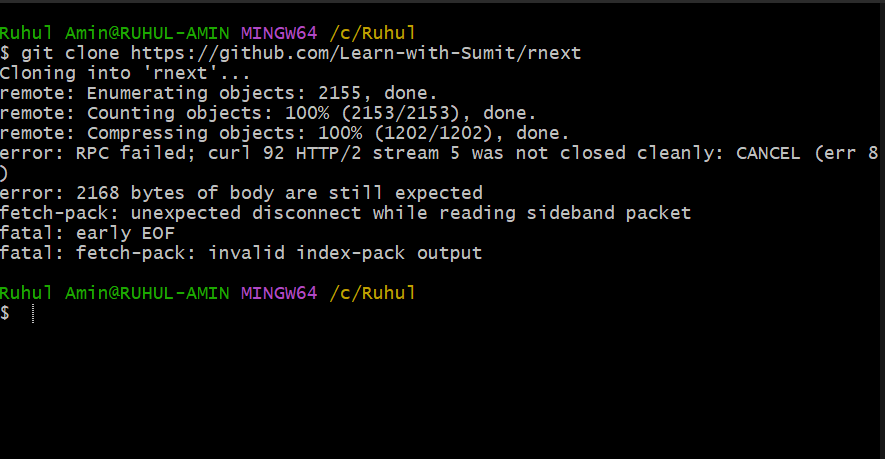 Ruhul Amin@RUHUL-AMIN MINGW64 /c/Ruhul
$ git clone https://github.com/Learn-with-Sumit/rnext
Cloning into 'rnext'...
remote: Enumerating objects: 2155, done.
remote: Counting objects: 100% (2153/2153), done.
remote: Compressing objects: 100% (1202/1202), done.
error: RPC failed; curl 92 HTTP/2 stream 5 was not closed cleanly: CANCEL (err 8
)
error: 2168 bytes of body are still expected
fetch-pack: unexpected disconnect while reading sideband packet
fatal: early EOF
fatal: fetch-pack: invalid index-pack output
Ruhul Amin@RUHUL-AMIN MINGW64 /c/Ruhul
$